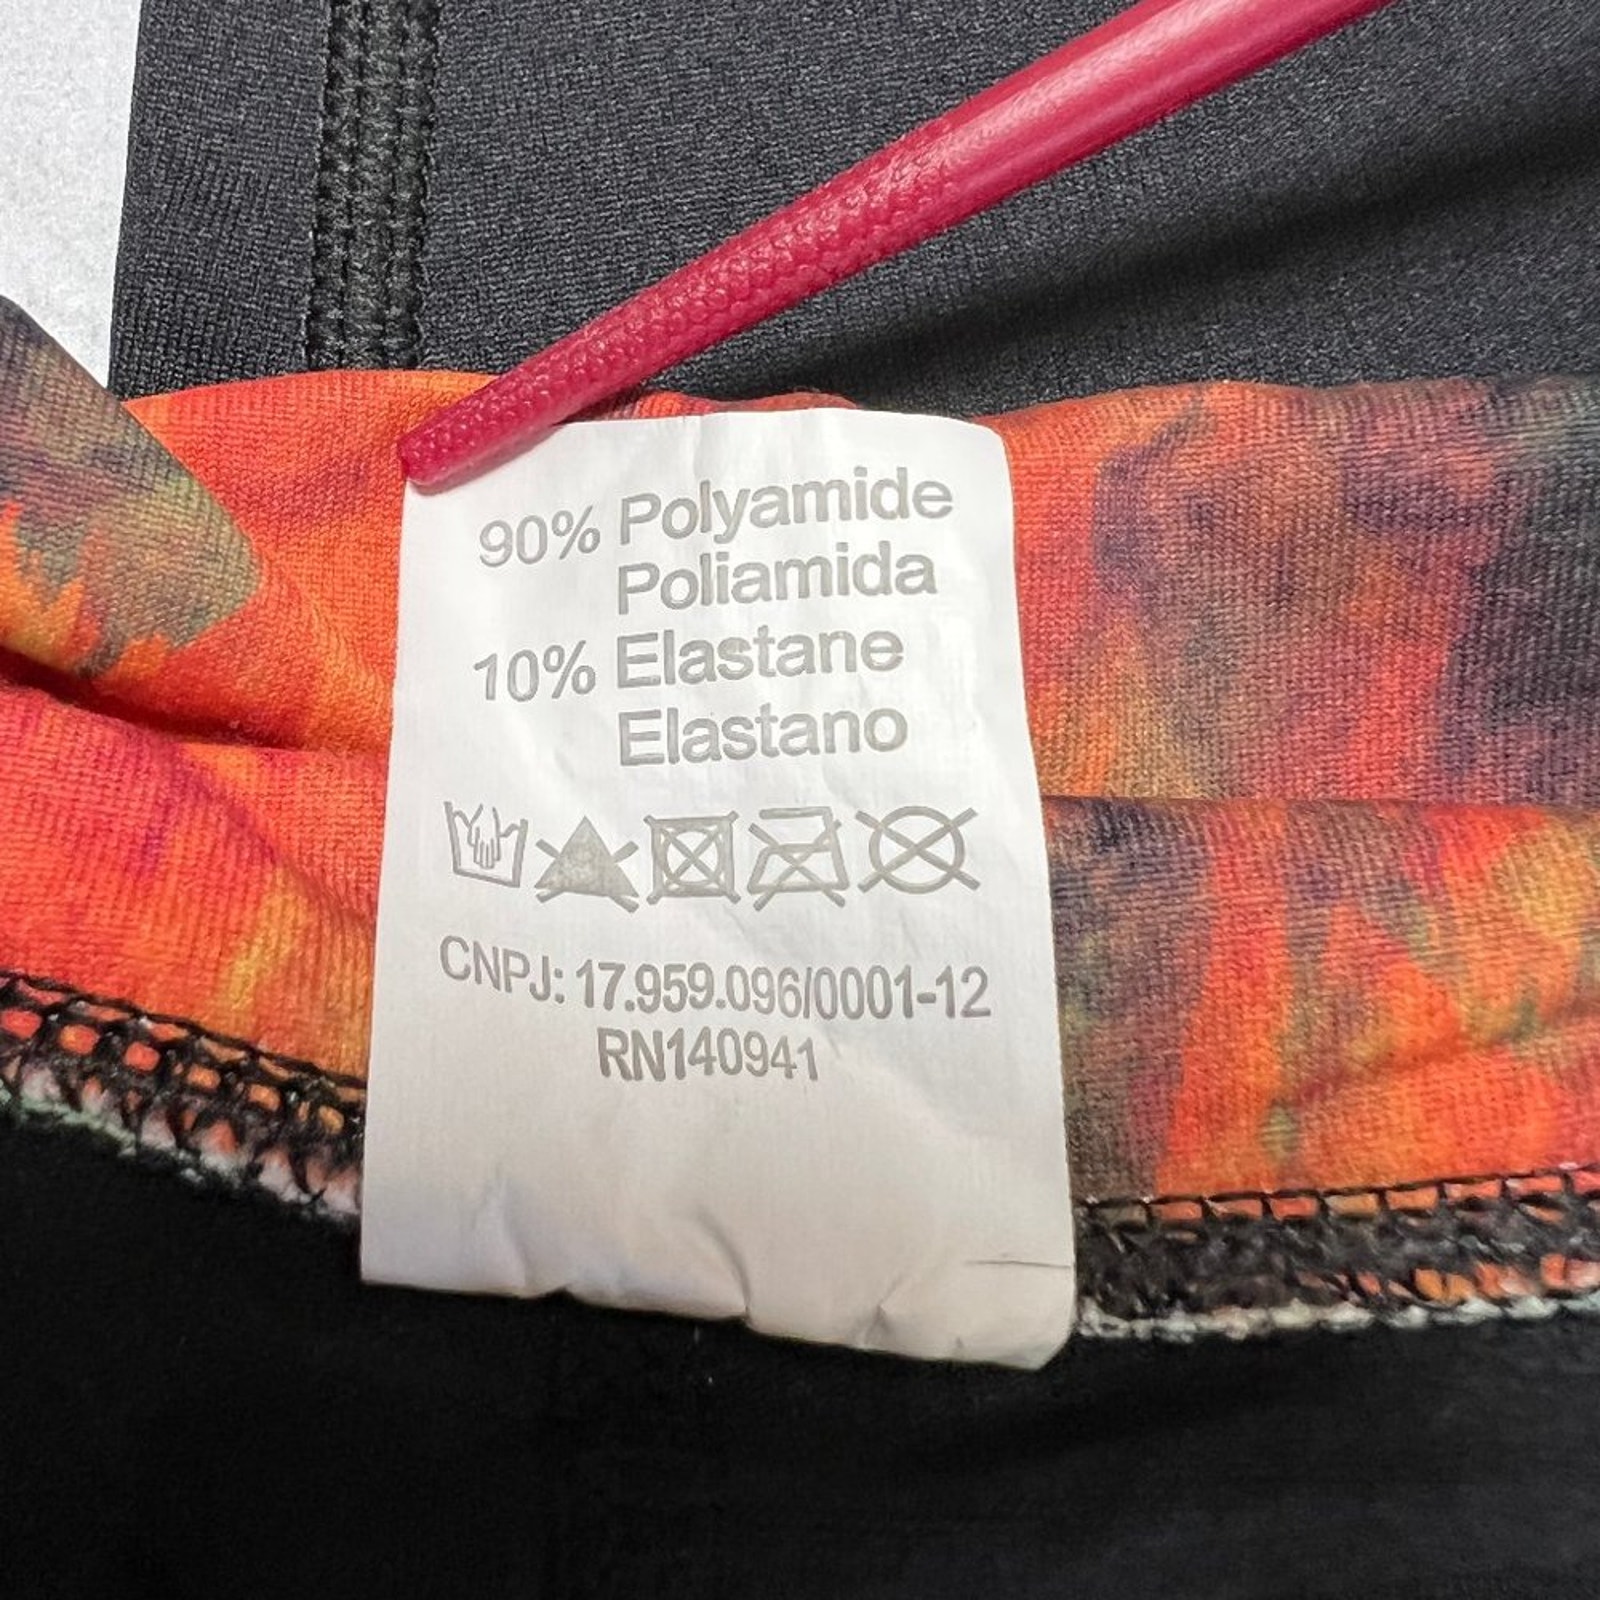 90% Polyamide
Poliamida
10% Elastane
Elastano
CNPJ: 17.959.096/0001-12
RN140941